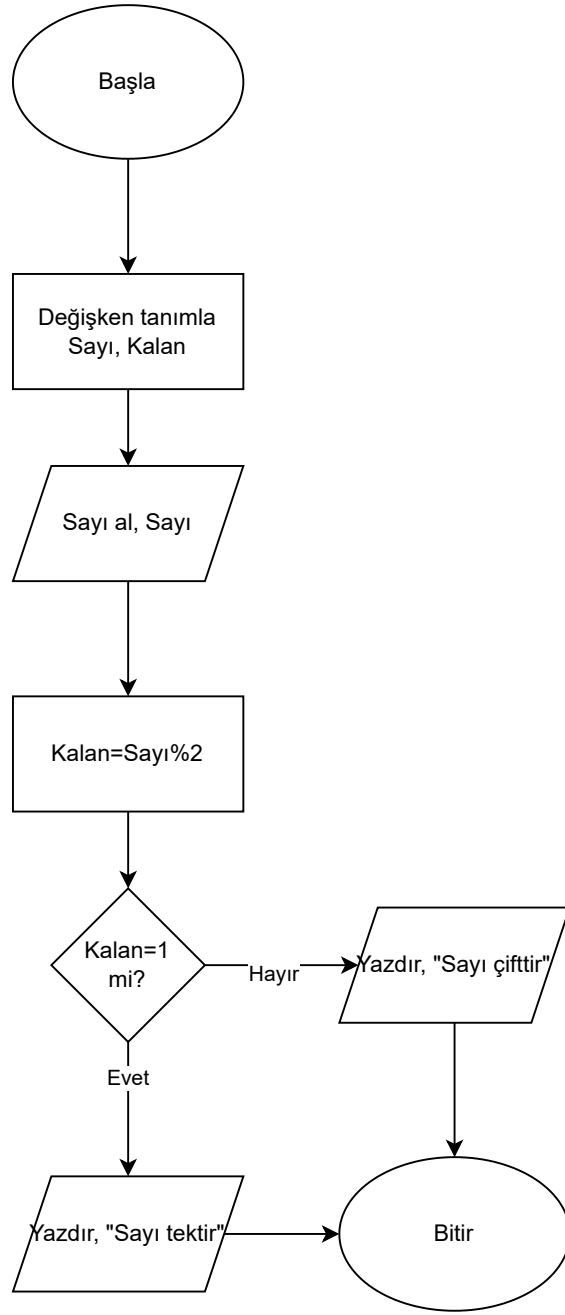 Başla
Değişken tanımla
Sayı, Kalan
Sayı al, Sayı
Kalan=Sayı%2
Kalan=1
mi?
Hayır
Yazdır, "Sayı çifttir"
Evet
Yazdır, "Sayı tektir"
Bitir